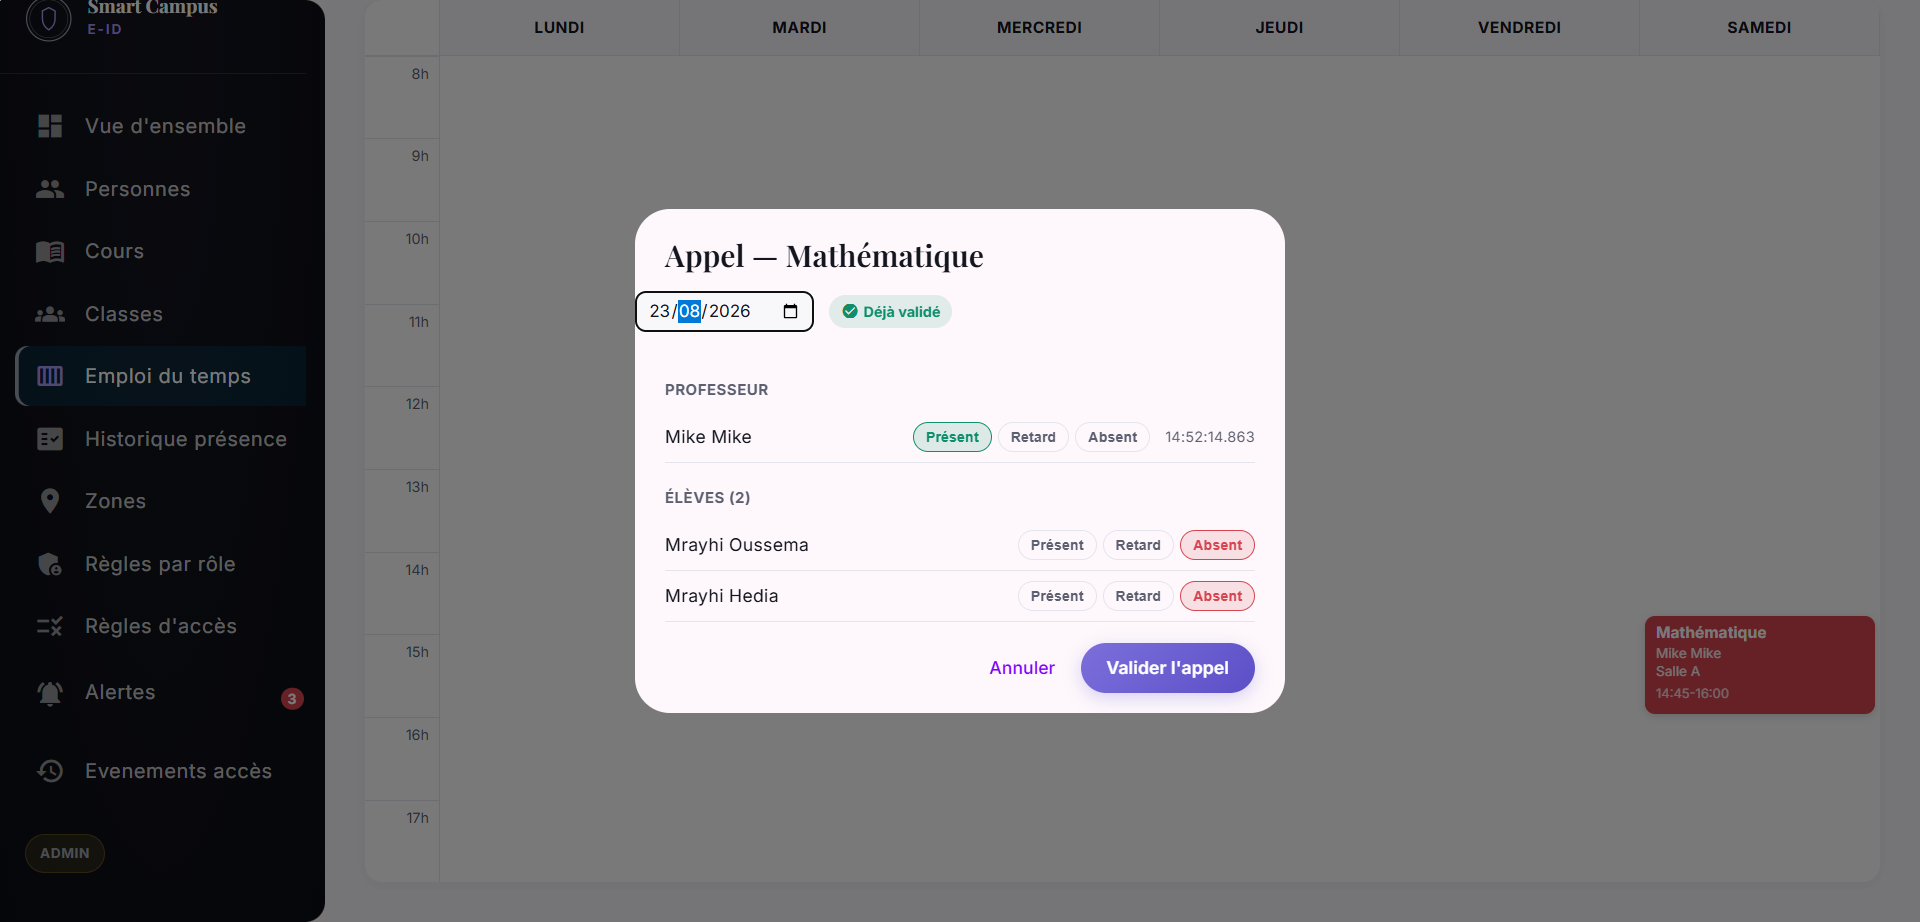 Smart Campus
E-ID
Vue d'ensemble
Personnes
Cours
Classes
Emploi du temps
Historique présence
Zones
Règles par rôle
Règles d'accès
Alertes
3
Evenements accès
ADMIN
LUNDI
MARDI
MERCREDI
JEUDI
VENDREDI
SAMEDI
8h
9h
10h
11h
12h
13h
14h
15h
16h
17h
Appel — Mathématique
23/08/2026
Déjà validé
PROFESSEUR
Mike Mike
Présent
Retard
Absent
14:52:14.863
ÉLÈVES (2)
Mrayhi Oussema
Présent
Retard
Absent
Mrayhi Hedia
Présent
Retard
Absent
Annuler
Valider l'appel
Mathématique
Mike Mike
Salle A
14:45-16:00